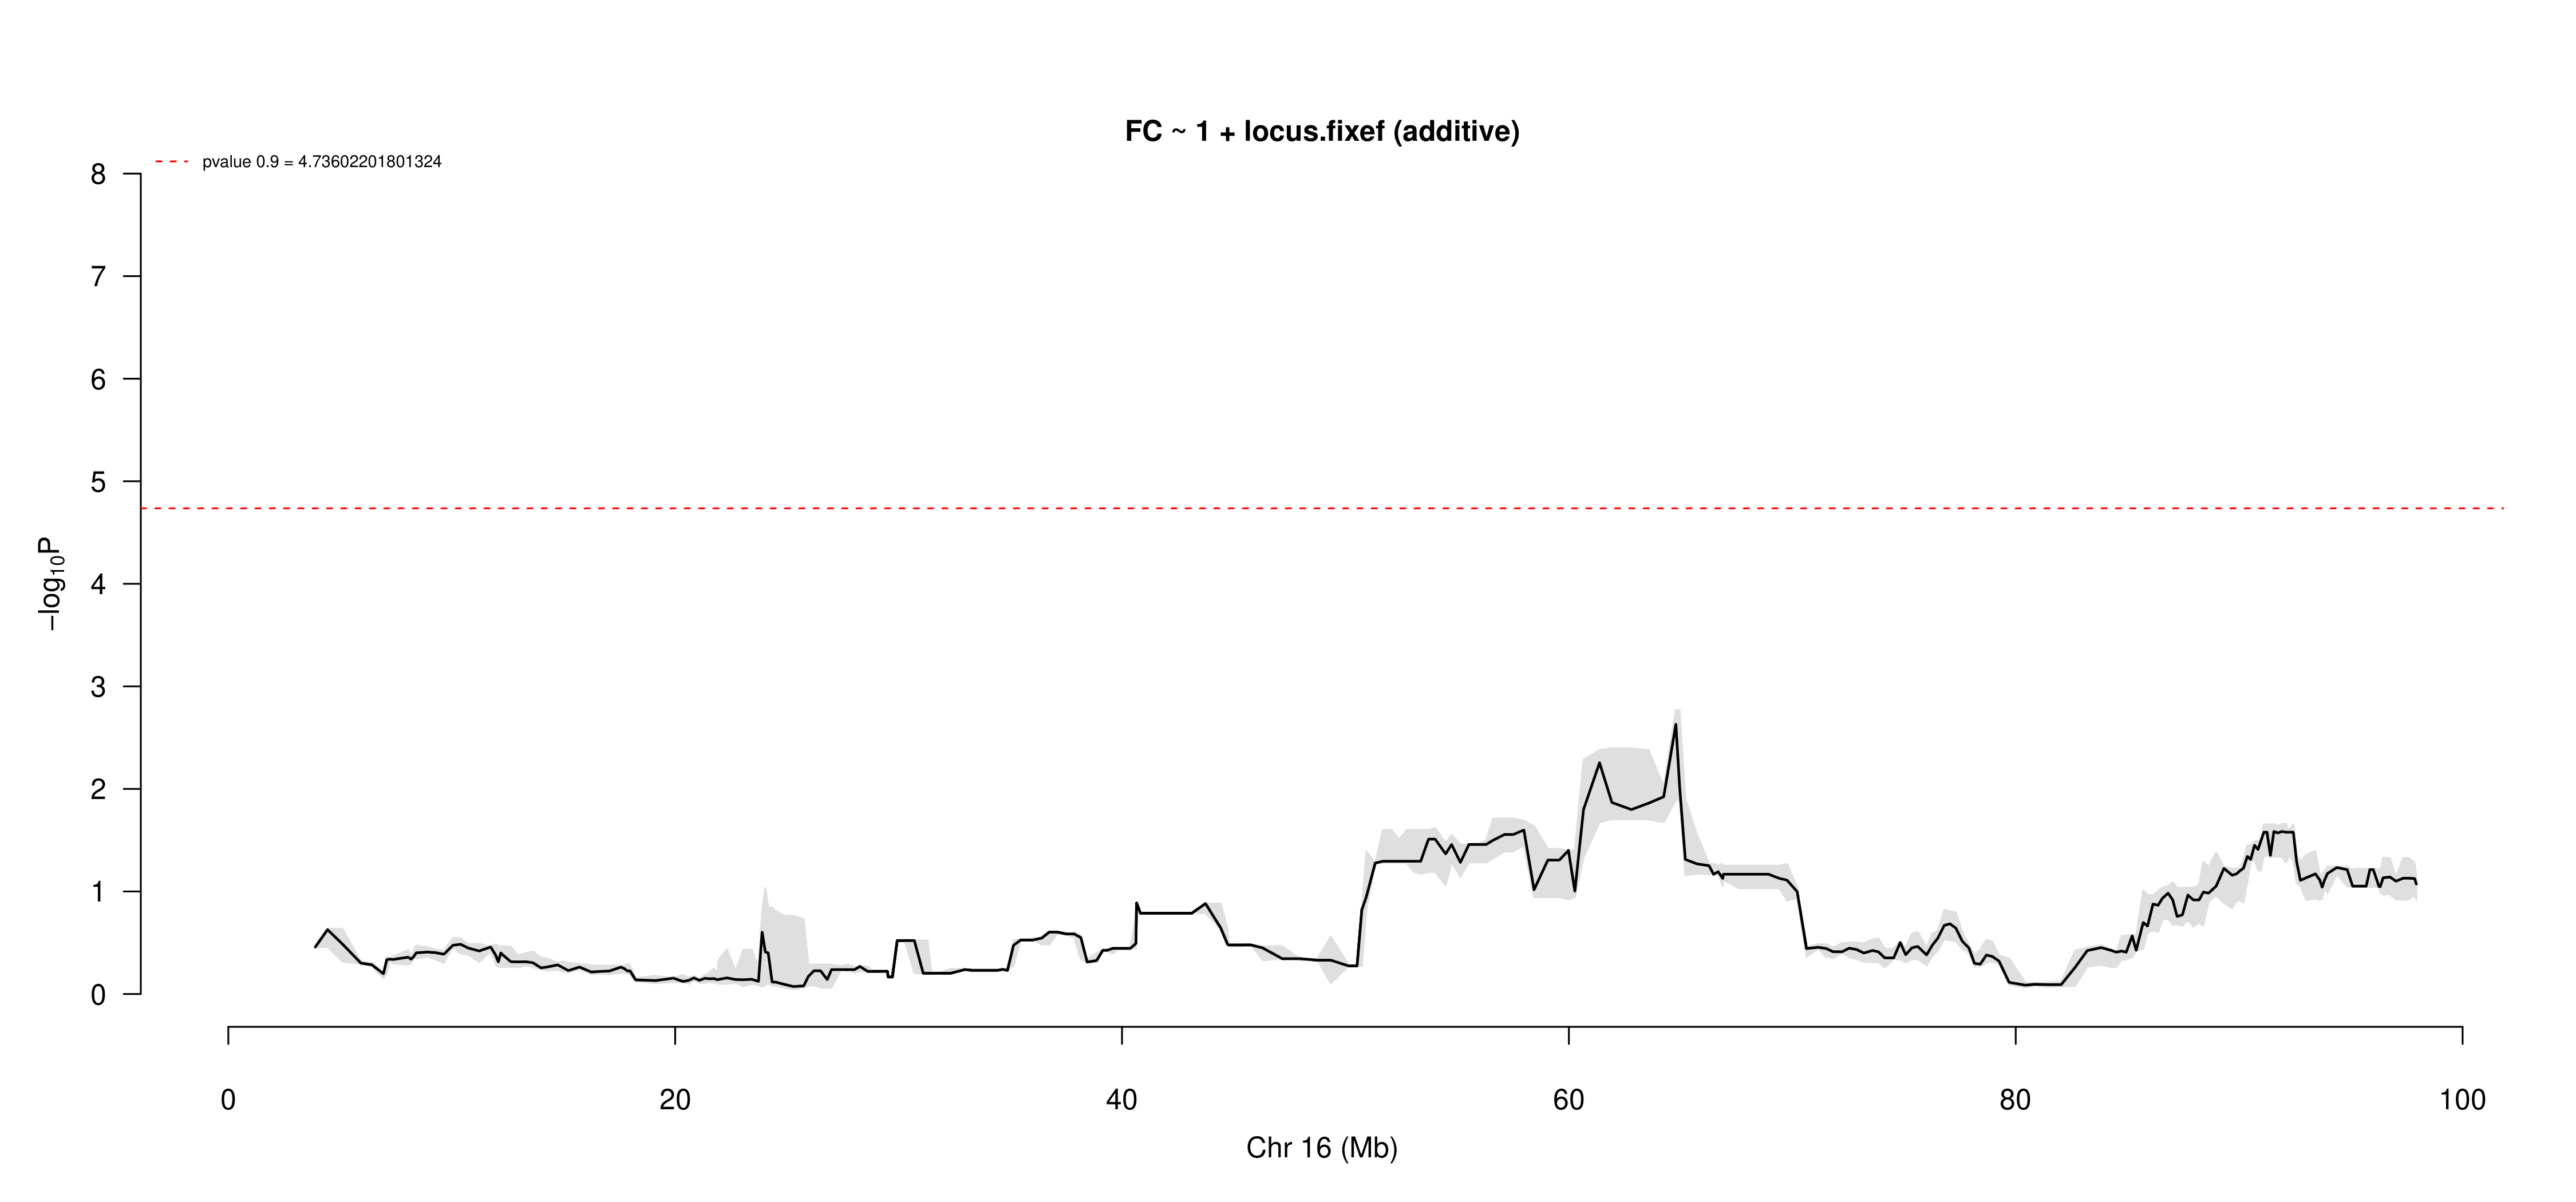 FC ~ 1 + locus.fixef (additive)
pvalue 0.9 = 4.73602201801324
8
7
6
5
4
3
2
1
0
−log10P
0 20 40 60 80 100
Chr 16 (Mb)